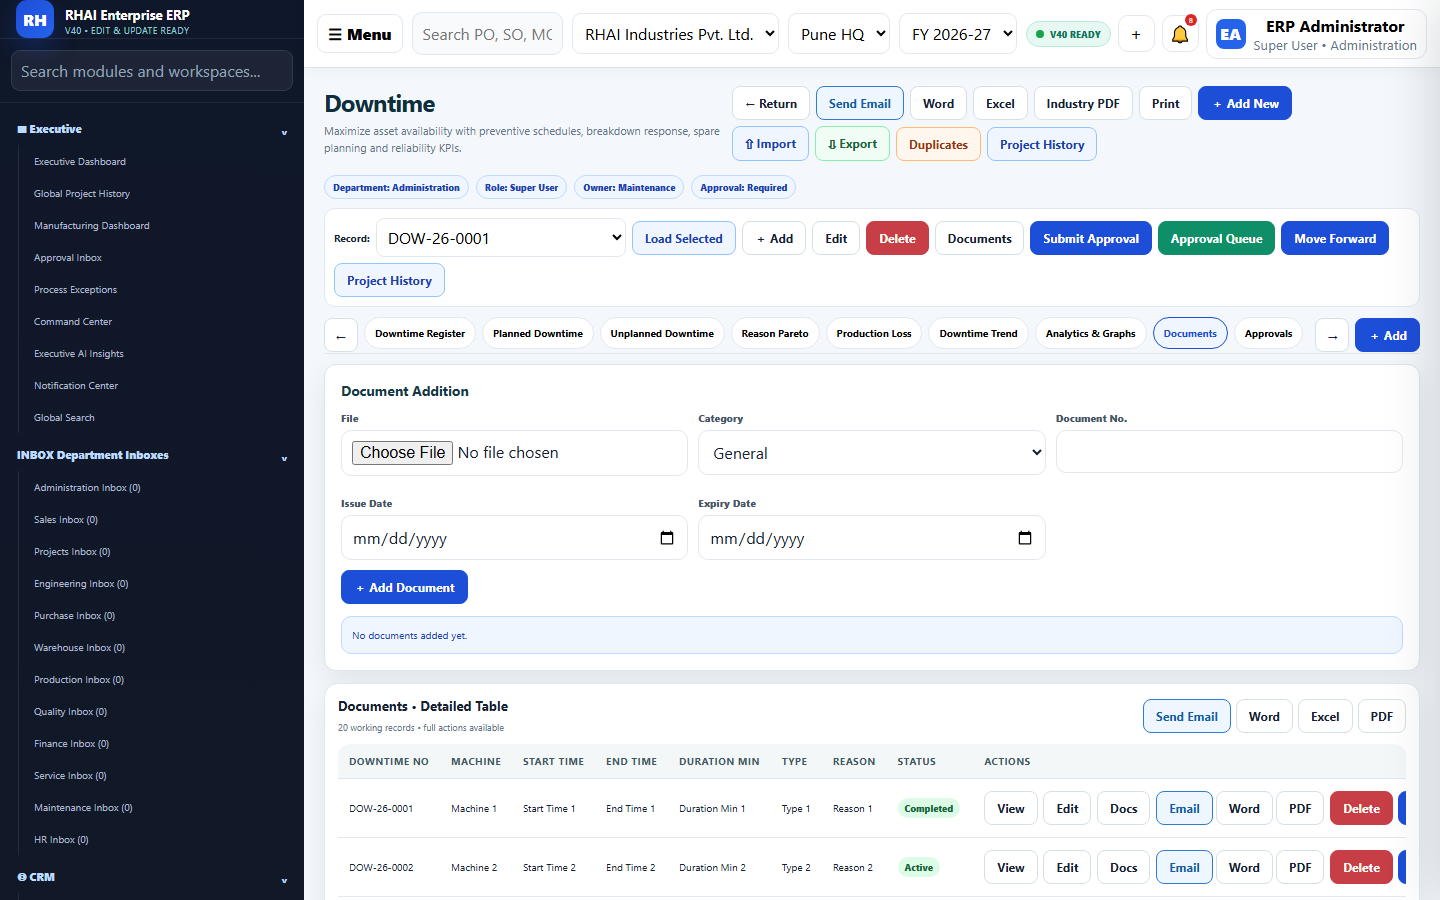 RH
RHAI Enterprise ERP
V40 • EDIT & UPDATE READY
Search modules and workspaces...
Executive
Executive Dashboard
Global Project History
Manufacturing Dashboard
Approval Inbox
Process Exceptions
Command Center
Executive AI Insights
Notification Center
Global Search
INBOX Department Inboxes
Administration Inbox (0)
Sales Inbox (0)
Projects Inbox (0)
Engineering Inbox (0)
Purchase Inbox (0)
Warehouse Inbox (0)
Production Inbox (0)
Quality Inbox (0)
Finance Inbox (0)
Service Inbox (0)
Maintenance Inbox (0)
HR Inbox (0)
CRM
☰ Menu
Search PO, SO, MC
RHAI Industries Pvt. Ltd.
Pune HQ
FY 2026-27
V40 READY
+
8
EA
ERP Administrator
Super User • Administration
Downtime
Maximize asset availability with preventive schedules, breakdown response, spare
planning and reliability KPIs.
← Return
Send Email
Word
Excel
Industry PDF
Print
+ Add New
⇧ Import
⇩ Export
Duplicates
Project History
Department: Administration
Role: Super User
Owner: Maintenance
Approval: Required
Record:
DOW-26-0001
Load Selected
+ Add
Edit
Delete
Documents
Submit Approval
Approval Queue
Move Forward
Project History
←
Downtime Register
Planned Downtime
Unplanned Downtime
Reason Pareto
Production Loss
Downtime Trend
Analytics & Graphs
Documents
Approvals
→
+ Add
Document Addition
File
Category
Document No.
Choose File No file chosen
General
Issue Date
Expiry Date
mm/dd/yyyy
mm/dd/yyyy
+ Add Document
No documents added yet.
Documents • Detailed Table
20 working records • full actions available
Send Email
Word
Excel
PDF
DOWNTIME NO MACHINE START TIME END TIME DURATION MIN TYPE REASON STATUS ACTIONS
DOW-26-0001 Machine 1 Start Time 1 End Time 1 Duration Min 1 Type 1 Reason 1 Completed View Edit Docs Email Word PDF Delete
DOW-26-0002 Machine 2 Start Time 2 End Time 2 Duration Min 2 Type 2 Reason 2 Active View Edit Docs Email Word PDF Delete